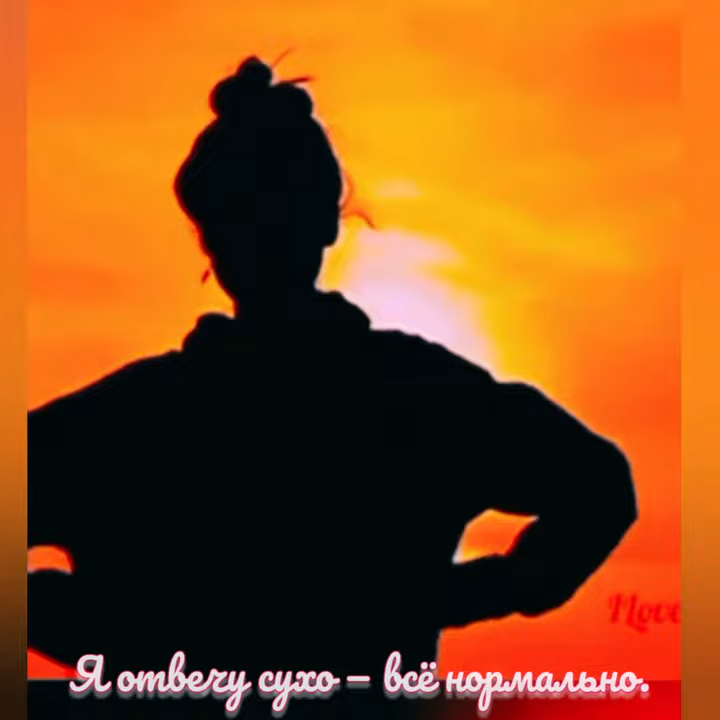 Я отвечу сухо – всё нормально.